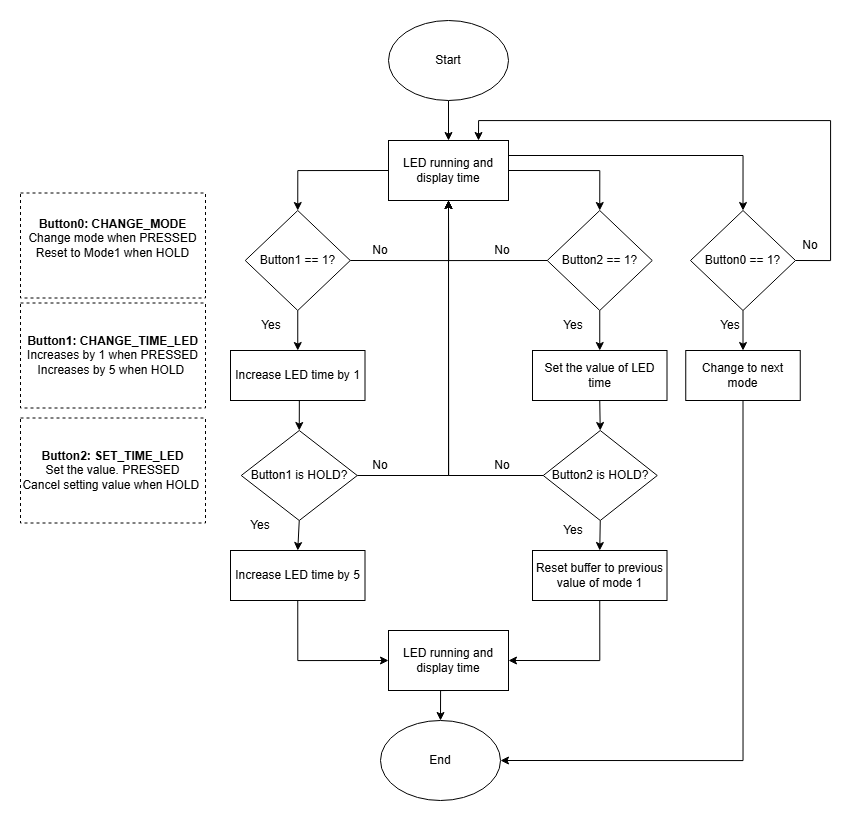 Start
LED running and
display time
Button0: CHANGE_MODE
Change mode when PRESSED
Reset to Mode1 when HOLD
Button1: CHANGE_TIME_LED
Increases by 1 when PRESSED
Increases by 5 when HOLD
Button2: SET_TIME_LED
Set the value. PRESSED
Cancel setting value when HOLD
Button1 == 1?
No
No
Button2 == 1?
Button0 == 1?
No
Yes
Yes
Yes
Increase LED time by 1
Set the value of LED
time
Change to next
mode
Button1 is HOLD?
No
No
Button2 is HOLD?
Yes
Yes
Increase LED time by 5
Reset buffer to previous
value of mode 1
LED running and
display time
End